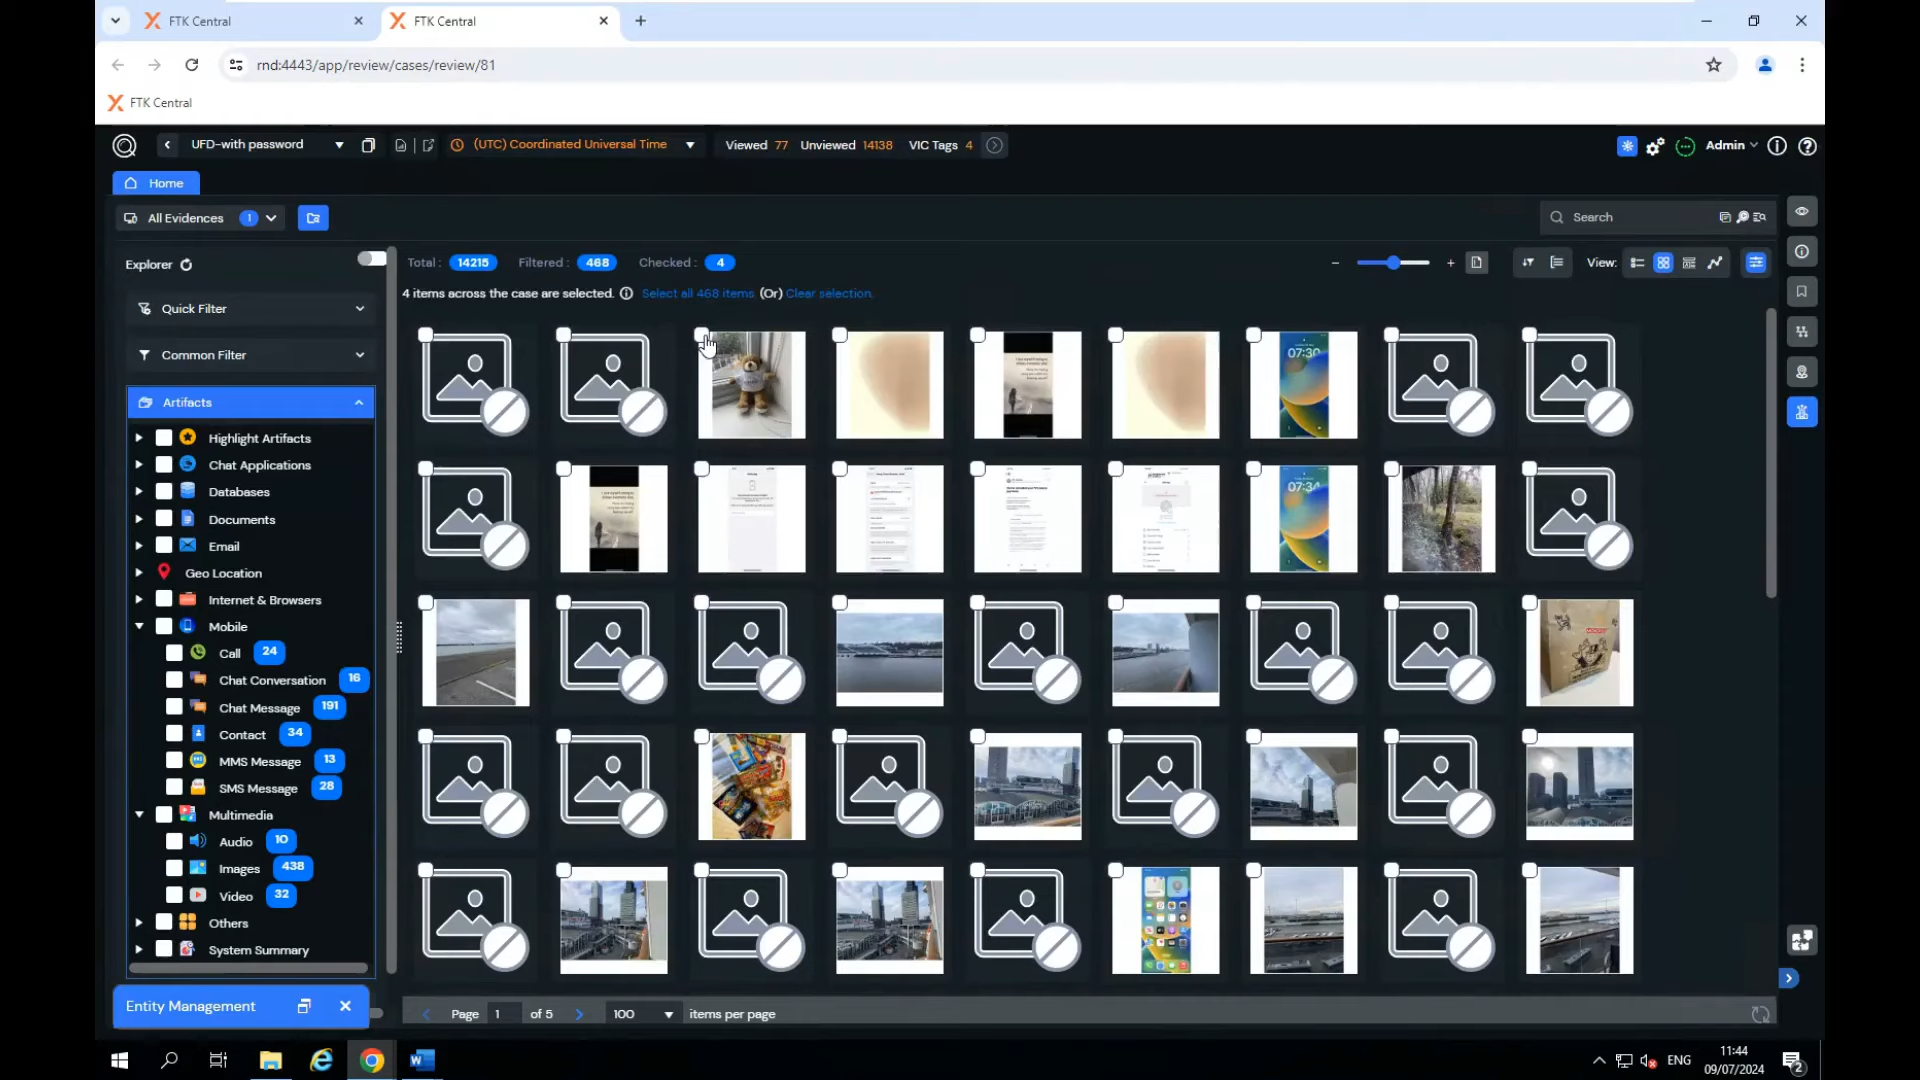 FTK Central
FTK Central
rnd:4443/app/review/cases/review/81
FTK Central
UFD-with password
(UTC) Coordinated Universal Time
Viewed 77 Unviewed 14138 VIC Tags 4
Admin
Home
All Evidences 1
Search
Explorer
Total : 14215 Filtered : 468 Checked : 4
View:
4 items across the case are selected. Select all 468 items (Or) Clear selection.
Quick Filter
Common Filter
Artifacts
Highlight Artifacts
Chat Applications
Databases
Documents
Email
Geo Location
Internet & Browsers
Mobile
Call 24
Chat Conversation 16
Chat Message 191
Contact 34
MMS Message 13
SMS Message 28
Multimedia
Audio 10
Images 438
Video 32
Others
System Summary
07:30
07:34
Entity Management
Page 1 of 5 100 items per page
ENG
11:44
09/07/2024
2